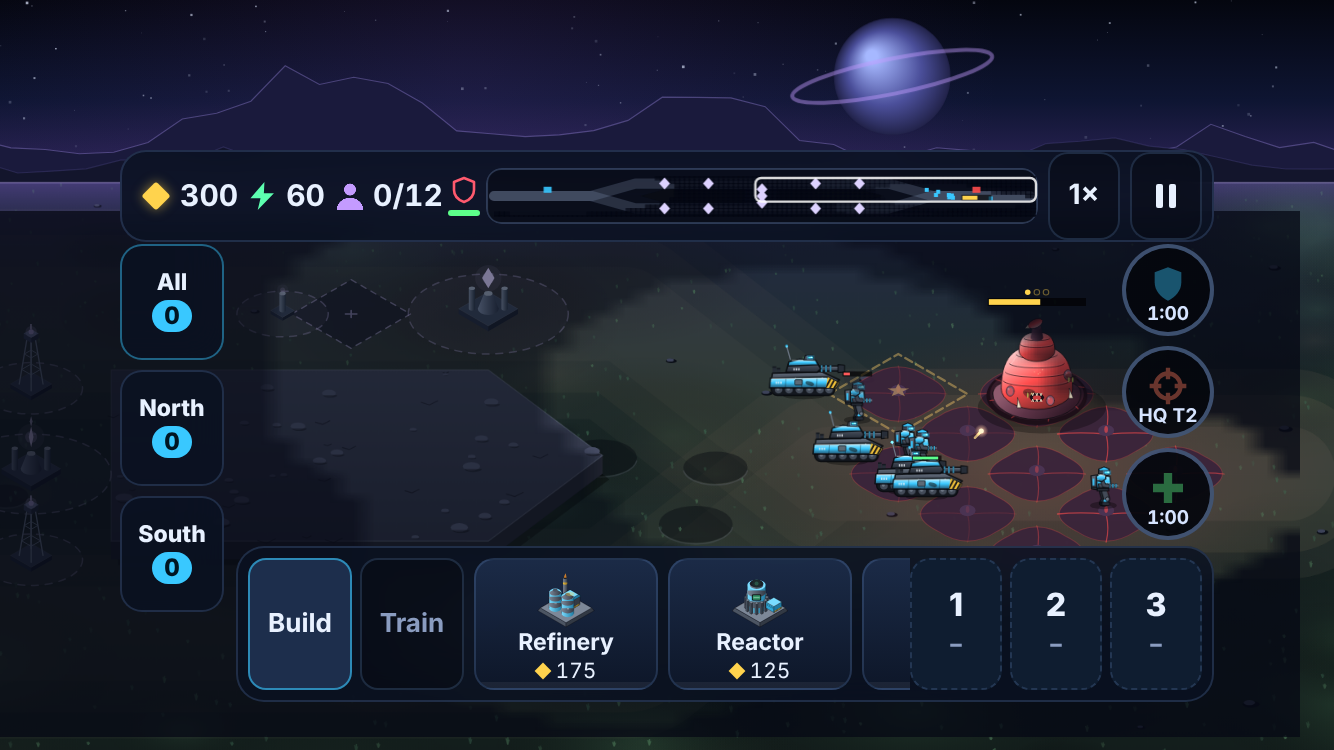 300 60 0/12 1×
All
0
North
0
South
0
1:00
HQ T2
1:00
Build
Train
Refinery
175
Reactor
125
1
–
2
–
3
–